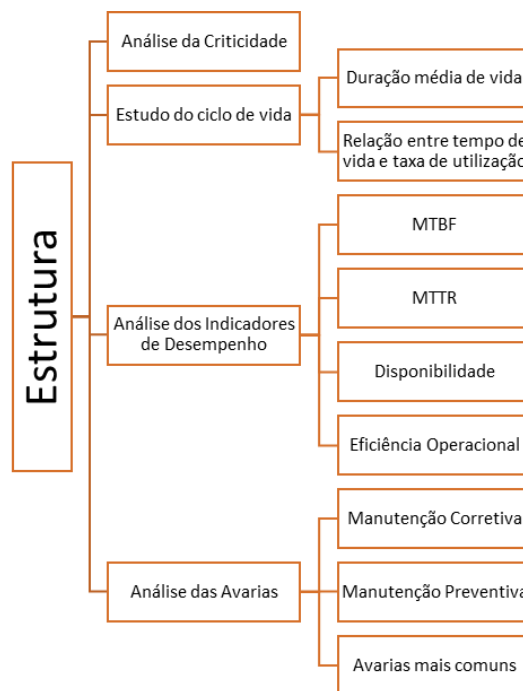 Estrutura
Análise da Criticidade
Estudo do ciclo de vida
Duração média de vida
Relação entre tempo de
vida e taxa de utilização
Análise dos Indicadores
de Desempenho
MTBF
MTTR
Disponibilidade
Eficiência Operacional
Análise das Avarias
Manutenção Corretiva
Manutenção Preventiva
Avarias mais comuns